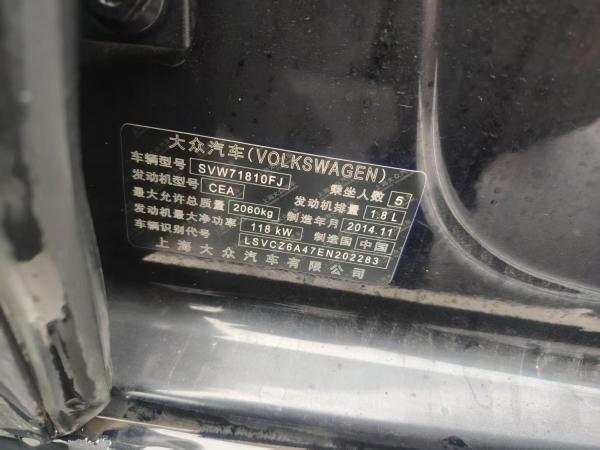 大众汽车(VOLKSWAGEN)
车辆型号 SVW71810FJ 乘坐人数 5
发动机型号 CEA 发动机排量 1.8 L
最大允许总质量 2060kg 制造年月 2014.11
发动机最大净功率 118 kW 制造国 中国
车辆识别代号 LSVCZ6A47EN202283
上海大众汽车有限公司